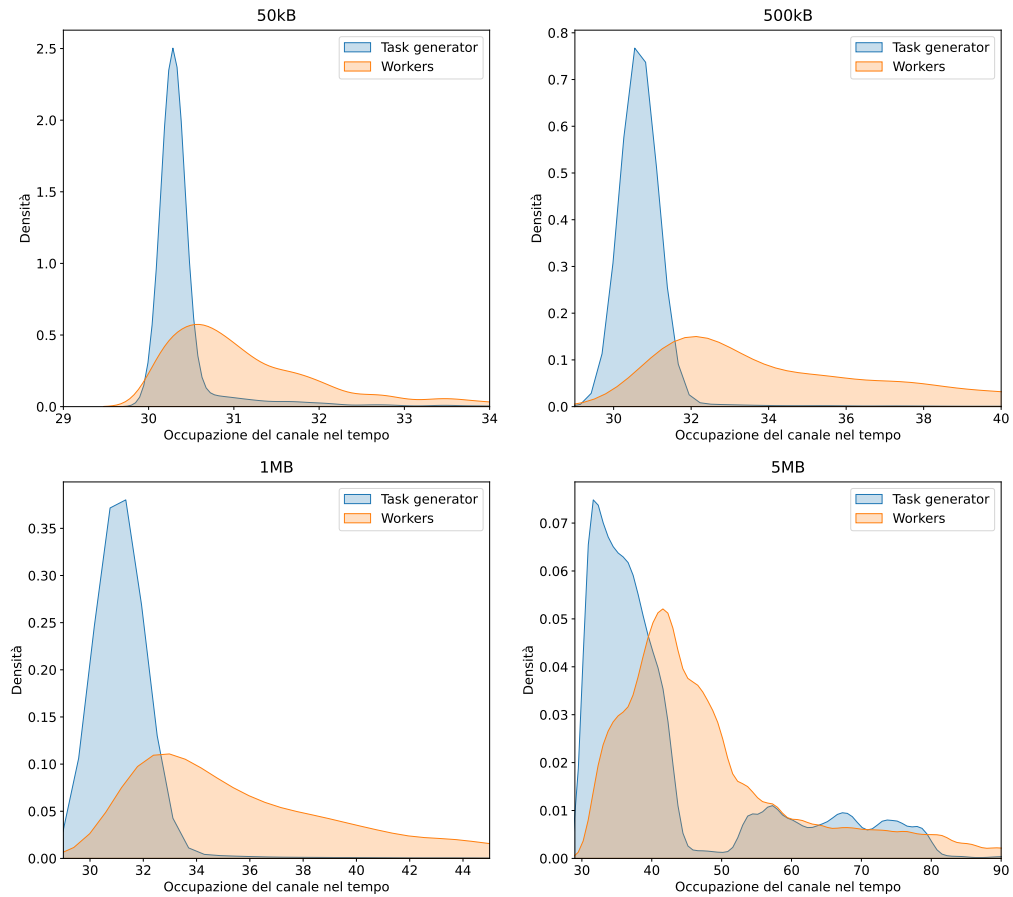 50kB
Task generator
Workers
Densità
2.5
2.0
1.5
1.0
0.5
0.0
29 30 31 32 33 34
Occupazione del canale nel tempo
500kB
Task generator
Workers
Densità
0.8
0.7
0.6
0.5
0.4
0.3
0.2
0.1
0.0
30 32 34 36 38 40
Occupazione del canale nel tempo
1MB
Task generator
Workers
Densità
0.35
0.30
0.25
0.20
0.15
0.10
0.05
0.00
30 32 34 36 38 40 42 44
Occupazione del canale nel tempo
5MB
Task generator
Workers
Densità
0.07
0.06
0.05
0.04
0.03
0.02
0.01
0.00
30 40 50 60 70 80 90
Occupazione del canale nel tempo